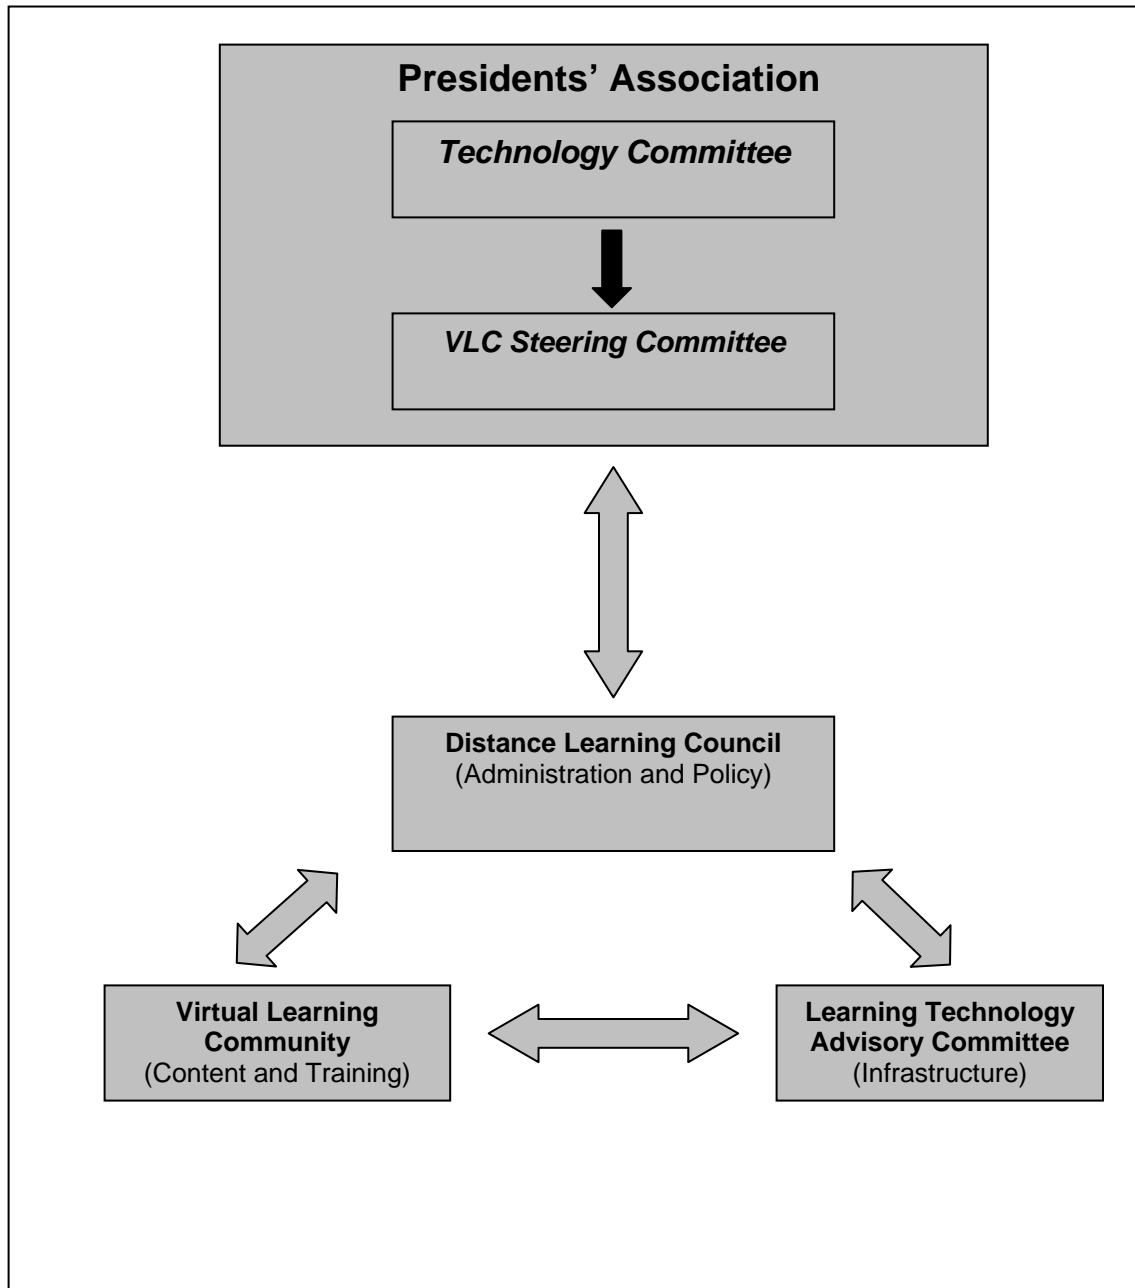 Presidents’ Association
Technology Committee
VLC Steering Committee
Distance Learning Council
(Administration and Policy)
Virtual Learning
Community
(Content and Training)
Learning Technology
Advisory Committee
(Infrastructure)